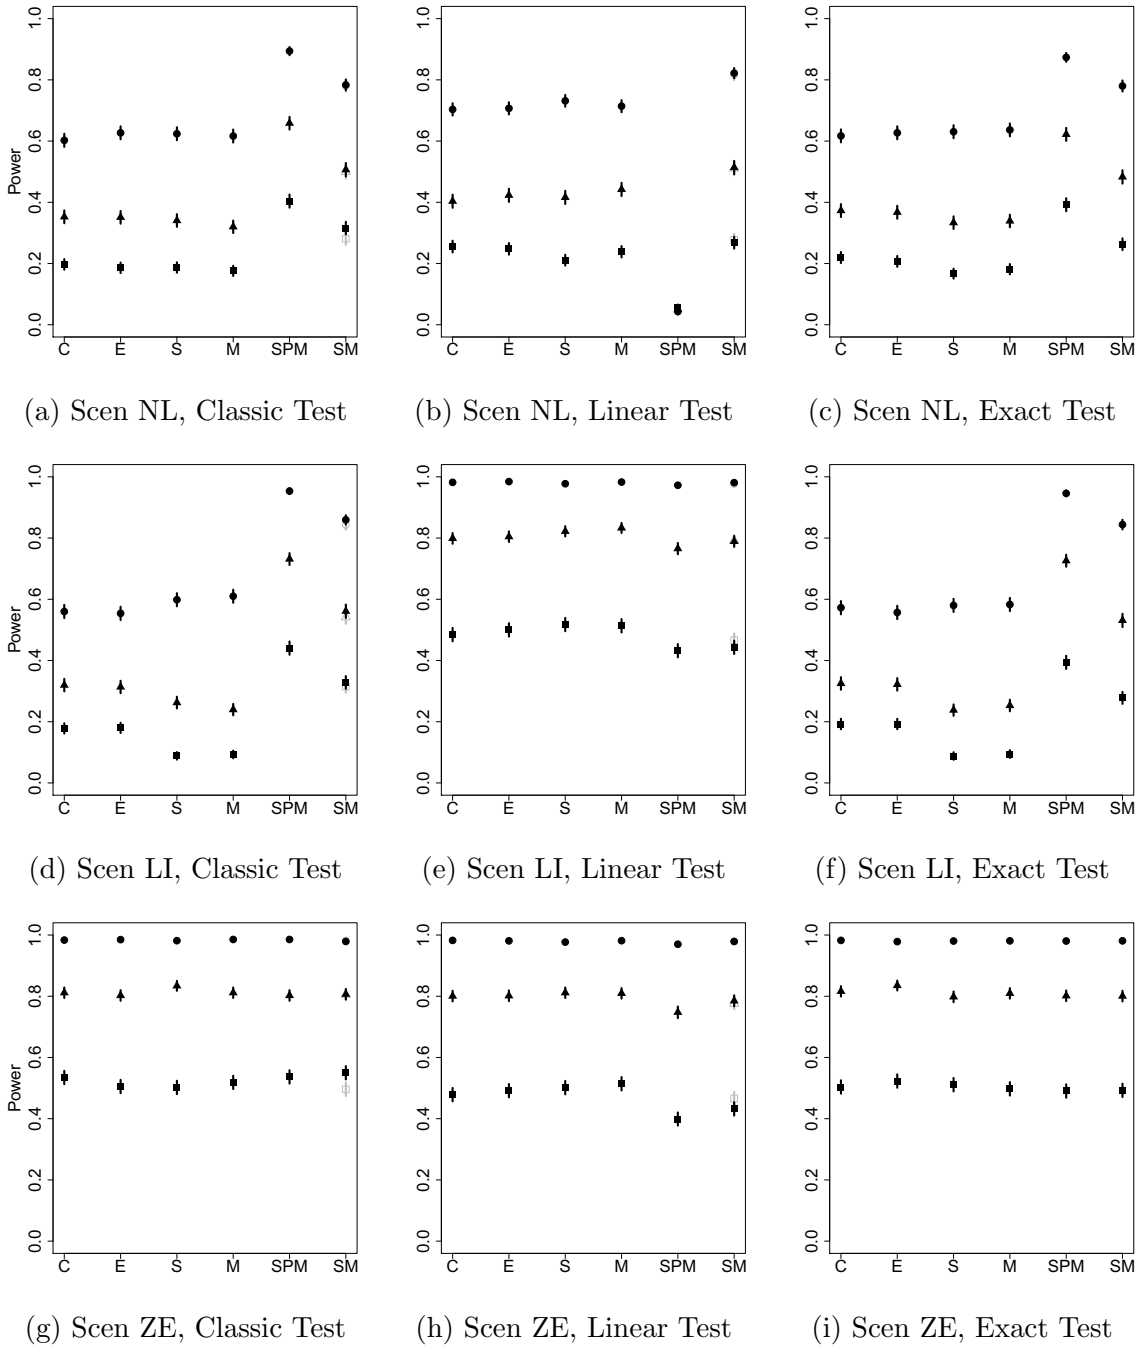 1.0
0.8
0.6
0.4
0.2
0.0
Power
C E S M SPM SM
1.0
0.8
0.6
0.4
0.2
0.0
C E S M SPM SM
1.0
0.8
0.6
0.4
0.2
0.0
C E S M SPM SM
(a) Scen NL, Classic Test
(b) Scen NL, Linear Test
(c) Scen NL, Exact Test
1.0
0.8
0.6
0.4
0.2
0.0
Power
C E S M SPM SM
1.0
0.8
0.6
0.4
0.2
0.0
C E S M SPM SM
1.0
0.8
0.6
0.4
0.2
0.0
C E S M SPM SM
(d) Scen LI, Classic Test
(e) Scen LI, Linear Test
(f) Scen LI, Exact Test
1.0
0.8
0.6
0.4
0.2
0.0
Power
C E S M SPM SM
1.0
0.8
0.6
0.4
0.2
0.0
C E S M SPM SM
1.0
0.8
0.6
0.4
0.2
0.0
C E S M SPM SM
(g) Scen ZE, Classic Test
(h) Scen ZE, Linear Test
(i) Scen ZE, Exact Test